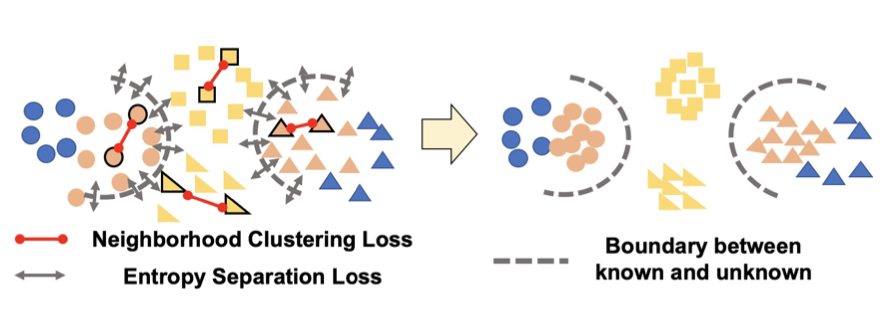 Neighborhood Clustering Loss
Entropy Separation Loss
Boundary between
known and unknown